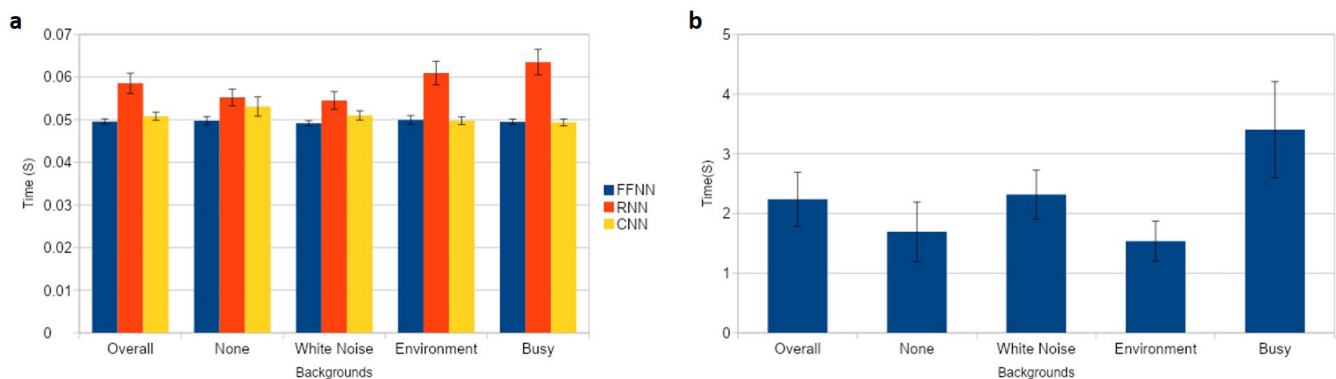 a
0.07
0.06
0.05
0.04
0.03
0.02
0.01
0
Time (S)
Overall None White Noise Environment Busy
Backgrounds
FFNN
RNN
CNN
b
5
4
3
2
1
0
Time(S)
Overall None White Noise Environment Busy
Backgrounds